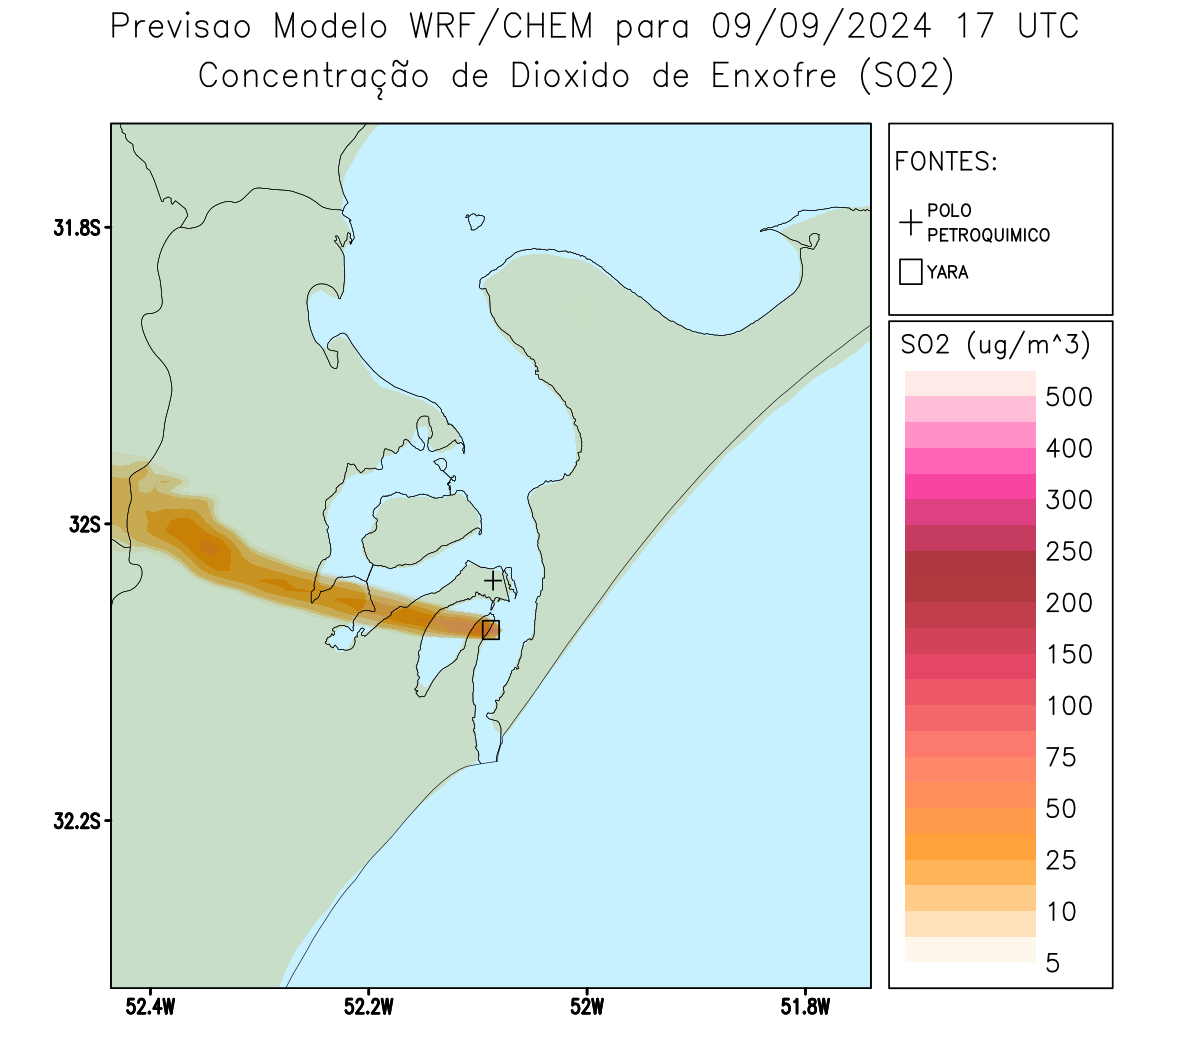 Previsao Modelo WRF/CHEM para 09/09/2024 17 UTC
Concentração de Dioxido de Enxofre (SO2)
FONTES:
POLO
PETROQUIMICO
YARA
31.8S
32S
32.2S
52.4W
52.2W
52W
51.8W
SO2 (ug/m^3)
500
400
300
250
200
150
100
75
50
25
10
5